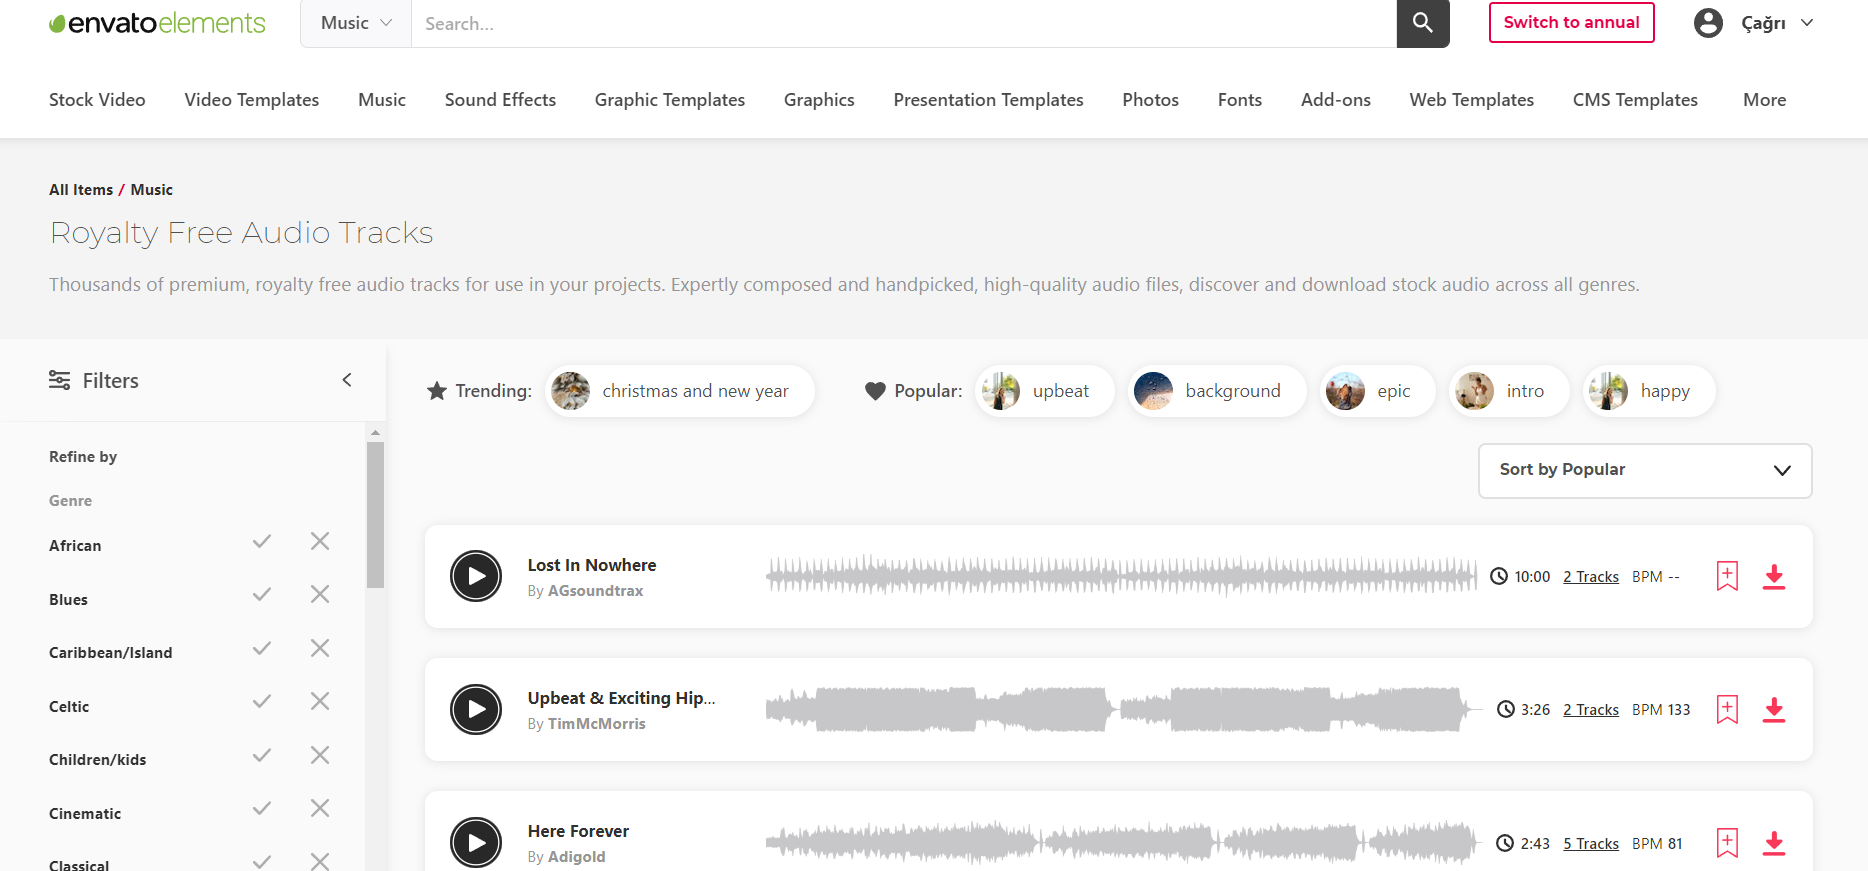 envatoelements
Music
Search...
Switch to annual
Çağrı
Stock Video
Video Templates
Music
Sound Effects
Graphic Templates
Graphics
Presentation Templates
Photos
Fonts
Add-ons
Web Templates
CMS Templates
More
All Items / Music
Royalty Free Audio Tracks
Thousands of premium, royalty free audio tracks for use in your projects. Expertly composed and handpicked, high-quality audio files, discover and download stock audio across all genres.
Filters
Refine by
Genre
African
Blues
Caribbean/Island
Celtic
Children/kids
Cinematic
Classical
Trending:
christmas and new year
Popular:
upbeat
background
epic
intro
happy
Sort by Popular
Lost In Nowhere
By AGsoundtrax
10:00
2 Tracks
BPM --
Upbeat & Exciting Hip...
By TimMcMorris
3:26
2 Tracks
BPM 133
Here Forever
By Adigold
2:43
5 Tracks
BPM 81